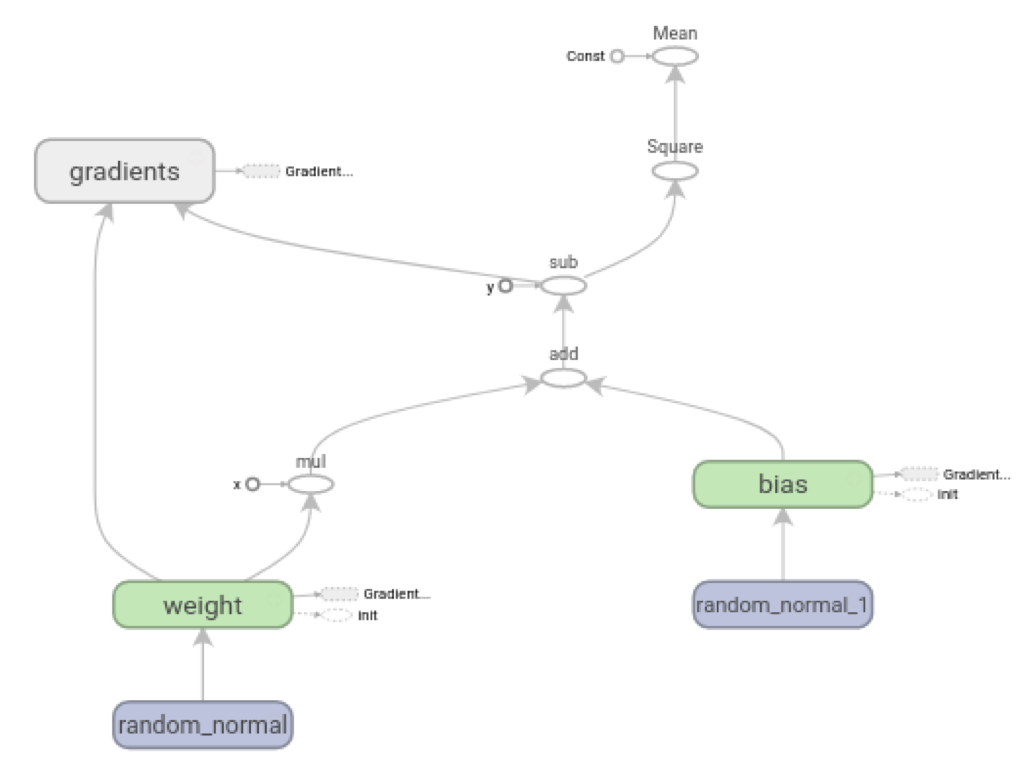 Mean
Const
Square
gradients
Gradient...
sub
y
add
mul
x
bias
Gradient...
init
weight
Gradient...
init
random_normal_1
random_normal